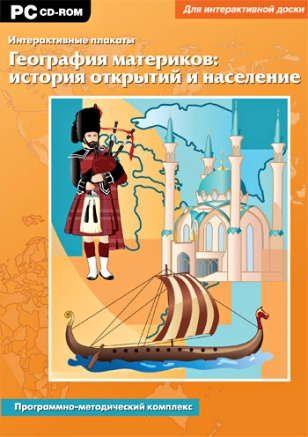 PC CD-ROM
Для интерактивной доски
Интерактивные плакаты
География материков:
история открытий и население
Программно-методический комплекс